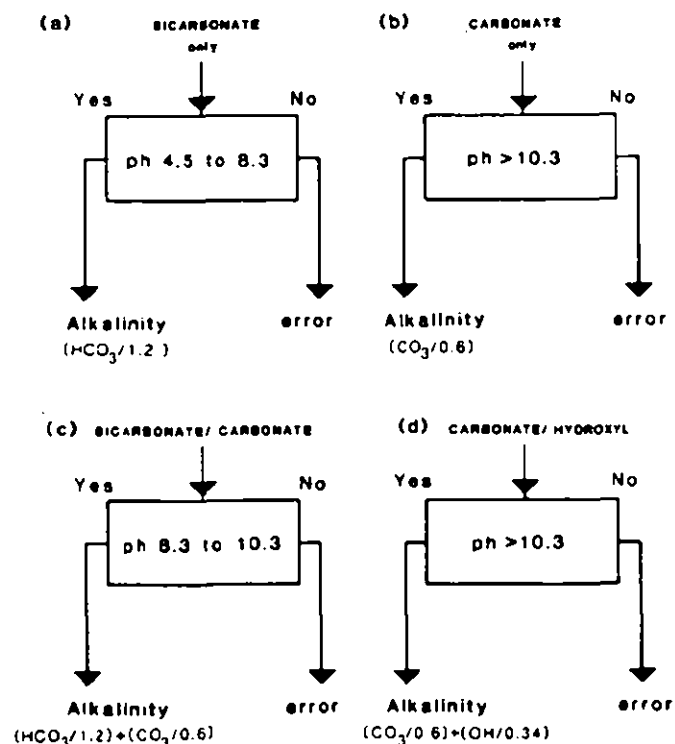 (a) BICARBONATE
only
Yes No
ph 4.5 to 8.3
Alkalinity error
(HCO3/1.2)
(b) CARBONATE
only
Yes No
ph > 10.3
Alkalinity error
(CO3/0.6)
(c) BICARBONATE/ CARBONATE
Yes No
ph 8.3 to 10.3
Alkalinity error
(HCO3/1.2)+(CO3/0.6)
(d) CARBONATE/ HYDROXYL
Yes No
ph >10.3
Alkalinity error
(CO3/0.6)+(OH/0.34)